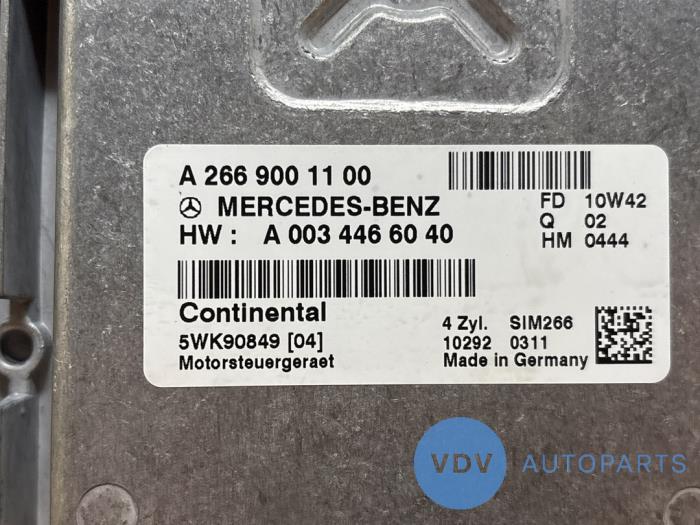 A 266 900 11 00
MERCEDES-BENZ
HW : A 003 446 60 40
FD 10W42
Q 02
HM 0444
Continental
5WK90849 [04]
Motorsteuergeraet
4 Zyl. SIM266
10292 0311
Made in Germany
VDV AUTOPARTS